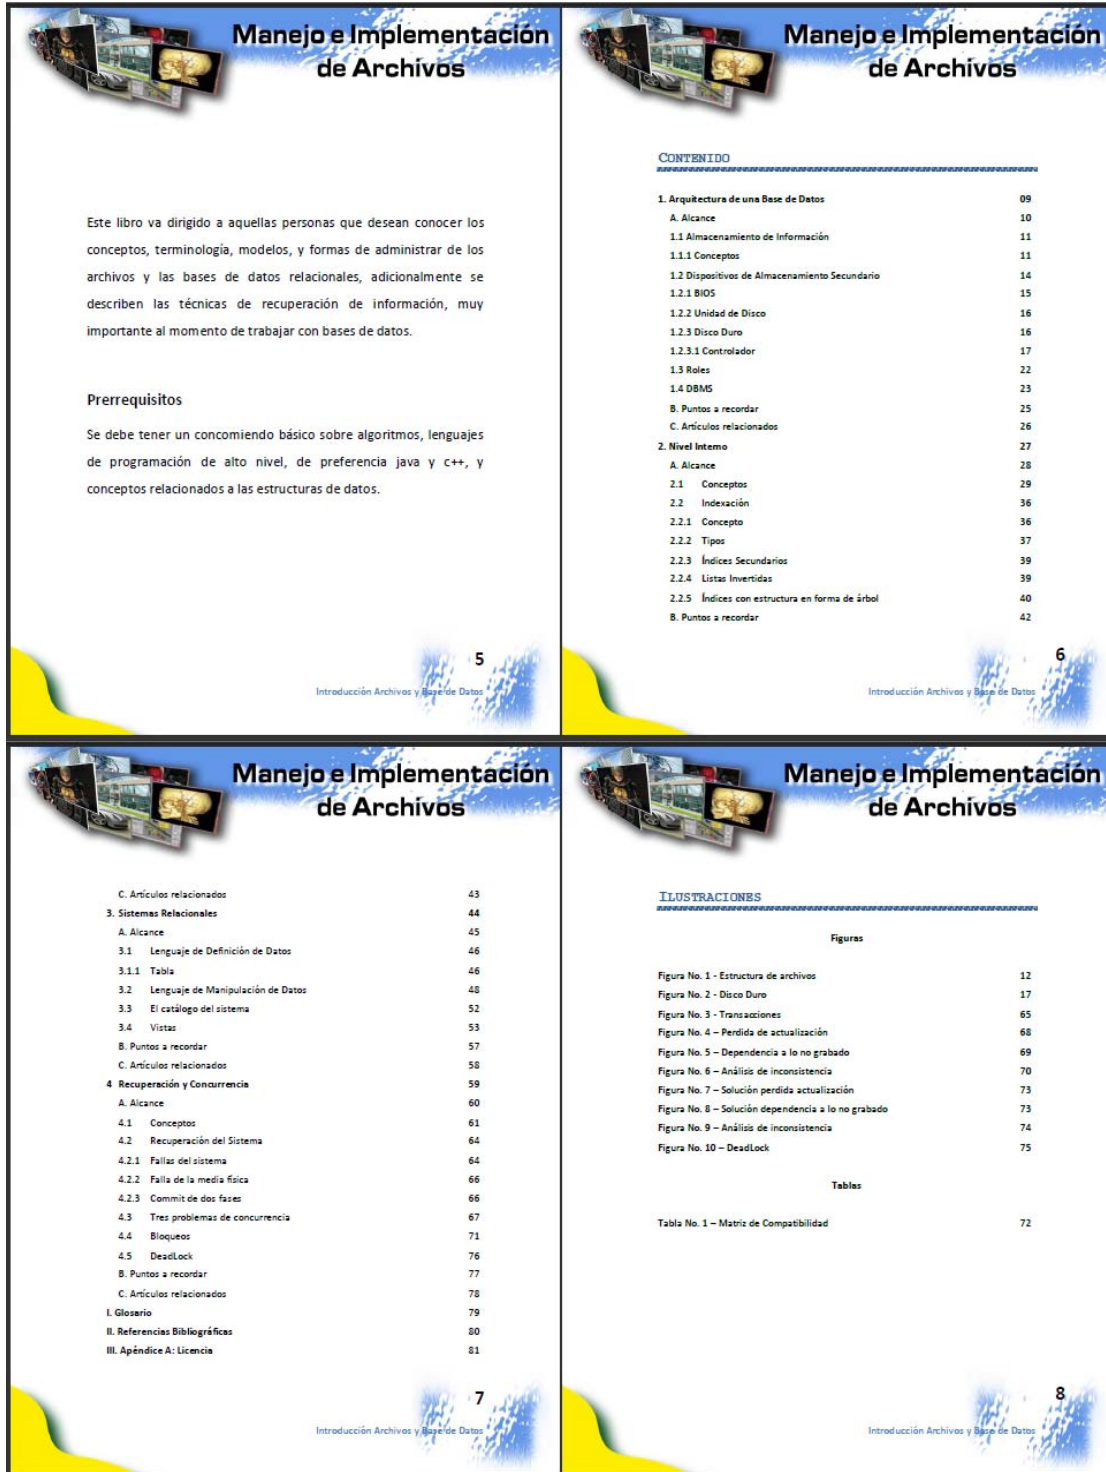 Manejo e Implementación
de Archivos
Este libro va dirigido a aquellas personas que desean conocer los
conceptos, terminología, modelos, y formas de administrar de los
archivos y las bases de datos relacionales, adicionalmente se
describen las técnicas de recuperación de información, muy
importante al momento de trabajar con bases de datos.
Prerrequisitos
Se debe tener un concomiendo básico sobre algoritmos, lenguajes
de programación de alto nivel, de preferencia java y c++, y
conceptos relacionados a las estructuras de datos.
5
Introducción Archivos y Base de Datos
Manejo e Implementación
de Archivos
CONTENIDO
1. Arquitectura de una Base de Datos 09
A. Alcance 10
1.1 Almacenamiento de Información 11
1.1.1 Conceptos 11
1.2 Dispositivos de Almacenamiento Secundario 14
1.2.1 BIOS 15
1.2.2 Unidad de Disco 16
1.2.3 Disco Duro 16
1.2.3.1 Controlador 17
1.3 Roles 22
1.4 DBMS 23
B. Puntos a recordar 25
C. Artículos relacionados 26
2. Nivel Interno 27
A. Alcance 28
2.1 Conceptos 29
2.2 Indexación 36
2.2.1 Concepto 36
2.2.2 Tipos 37
2.2.3 Índices Secundarios 39
2.2.4 Listas Invertidas 39
2.2.5 Índices con estructura en forma de árbol 40
B. Puntos a recordar 42
6
Introducción Archivos y Base de Datos
Manejo e Implementación
de Archivos
C. Artículos relacionados 43
3. Sistemas Relacionales 44
A. Alcance 45
3.1 Lenguaje de Definición de Datos 46
3.1.1 Tabla 46
3.2 Lenguaje de Manipulación de Datos 48
3.3 El catálogo del sistema 52
3.4 Vistas 53
B. Puntos a recordar 57
C. Artículos relacionados 58
4 Recuperación y Concurrencia 59
A. Alcance 60
4.1 Conceptos 61
4.2 Recuperación del Sistema 64
4.2.1 Fallas del sistema 64
4.2.2 Falla de la media física 66
4.2.3 Commit de dos fases 66
4.3 Tres problemas de concurrencia 67
4.4 Bloqueos 71
4.5 DeadLock 76
B. Puntos a recordar 77
C. Artículos relacionados 78
I. Glosario 79
II. Referencias Bibliográficas 80
III. Apéndice A: Licencia 81
7
Introducción Archivos y Base de Datos
Manejo e Implementación
de Archivos
ILUSTRACIONES
Figuras
Figura No. 1 - Estructura de archivos 12
Figura No. 2 - Disco Duro 17
Figura No. 3 - Transacciones 65
Figura No. 4 – Perdida de actualización 68
Figura No. 5 – Dependencia a lo no grabado 69
Figura No. 6 – Análisis de inconsistencia 70
Figura No. 7 – Solución perdida actualización 73
Figura No. 8 – Solución dependencia a lo no grabado 73
Figura No. 9 – Análisis de inconsistencia 74
Figura No. 10 – DeadLock 75
Tablas
Tabla No. 1 – Matriz de Compatibilidad 72
8
Introducción Archivos y Base de Datos